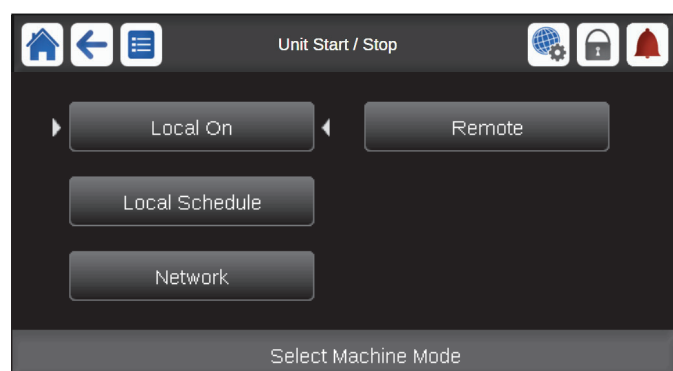 Unit Start / Stop
Local On
Remote
Local Schedule
Network
Select Machine Mode